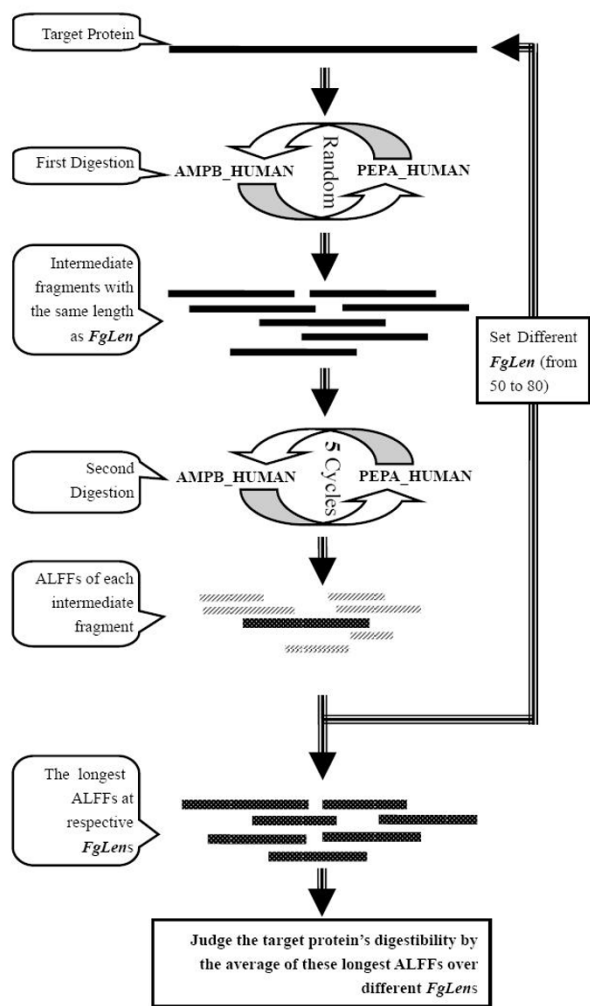 Target Protein
First Digestion
AMPB_HUMAN
Random
PEPA_HUMAN
Intermediate
fragments with
the same length
as FgLen
Set Different
FgLen (from
50 to 80)
Second
Digestion
AMPB_HUMAN
5 Cycles
PEPA_HUMAN
ALFFs of each
intermediate
fragment
The longest
ALFFs at
respective
FgLens
Judge the target protein's digestibility by
the average of these longest ALFFs over
different FgLens